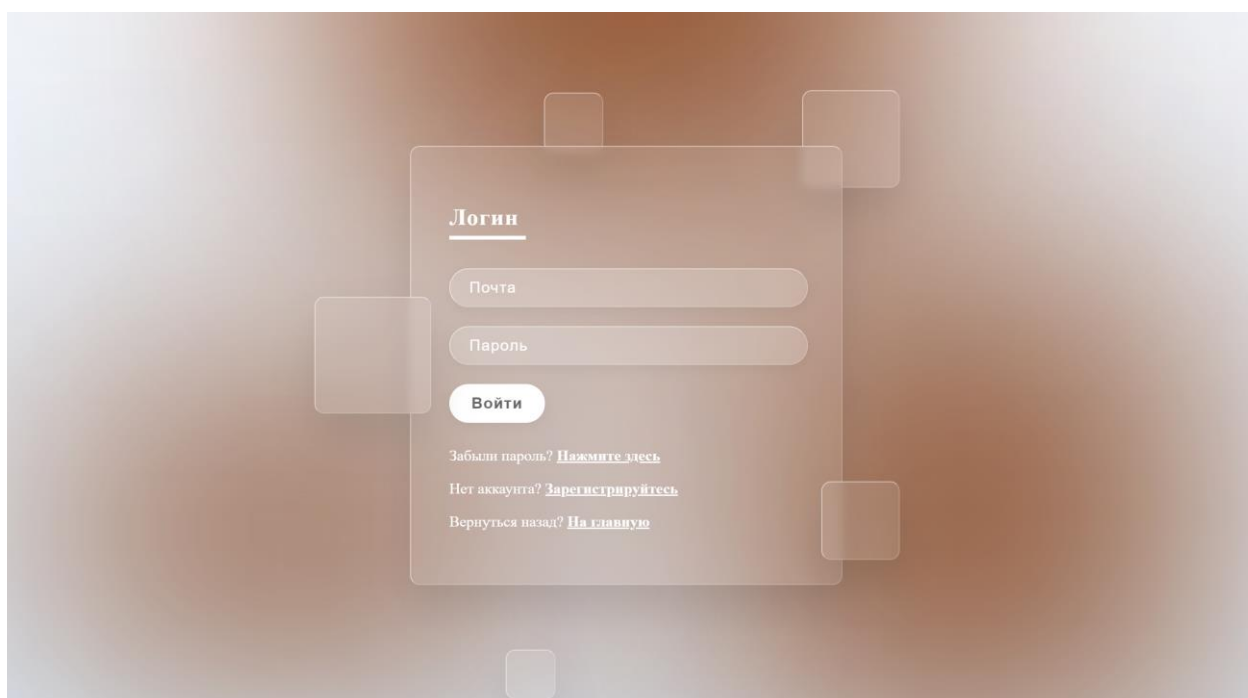 Логин
Почта
Пароль
Войти
Забыли пароль? Нажмите здесь
Нет аккаунта? Зарегистрируйтесь
Вернуться назад? На главную